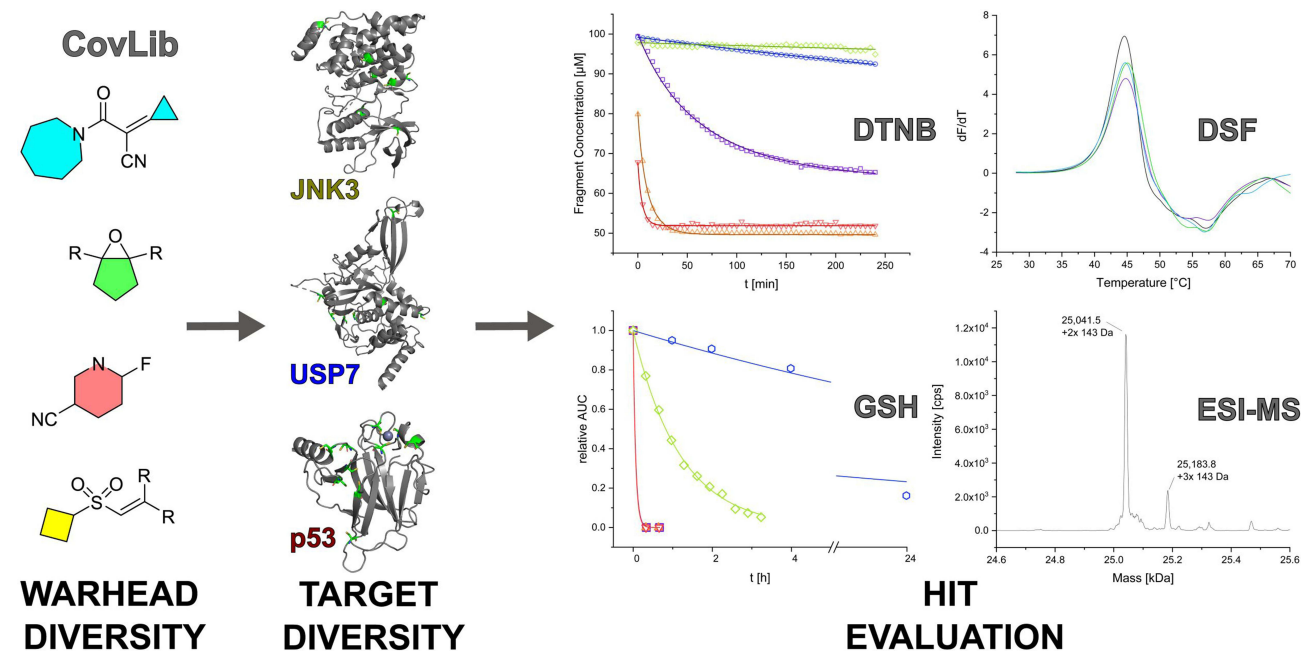 CovLib
O
N
CN
O
R
R
N
F
NC
O
O
S
R
R
WARHEAD
DIVERSITY
JNK3
USP7
p53
TARGET
DIVERSITY
100
90
80
70
60
50
Fragment Concentration [µM]
0
50
100
150
200
250
t [min]
DTNB
8
6
4
2
0
-2
-4
dF/dT
25
30
35
40
45
50
55
60
65
70
Temperature [°C]
DSF
1.0
0.8
0.6
0.4
0.2
0.0
relative AUC
0
2
4
24
t [h]
GSH
25,041.5
+2x 143 Da
25,183.8
+3x 143 Da
1.2x10⁴
1.0x10⁴
8.0x10³
6.0x10³
4.0x10³
2.0x10³
0.0
Intensity [cps]
24.6
24.8
25.0
25.2
25.4
25.6
Mass [kDa]
ESI-MS
HIT
EVALUATION